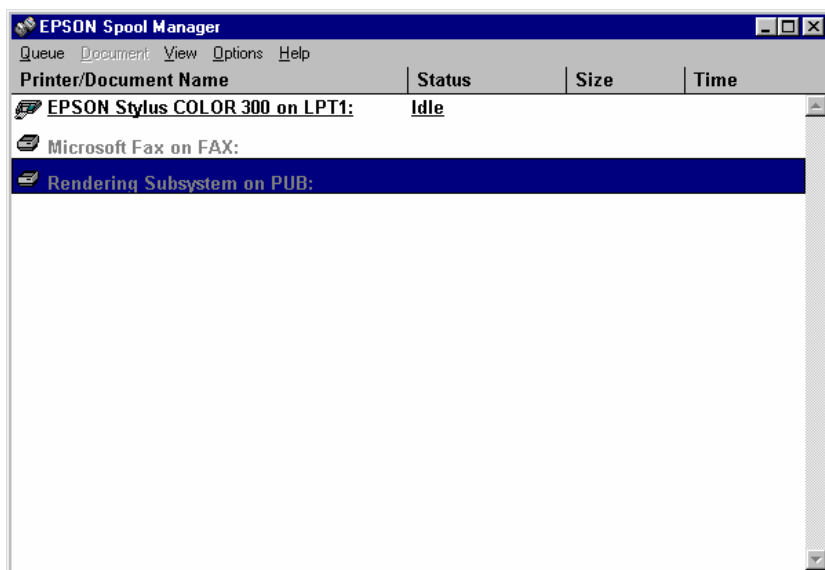 EPSON Spool Manager
Queue Document View Options Help
Printer/Document Name Status Size Time
EPSON Stylus COLOR 300 on LPT1: Idle
Microsoft Fax on FAX:
Rendering Subsystem on PUB: